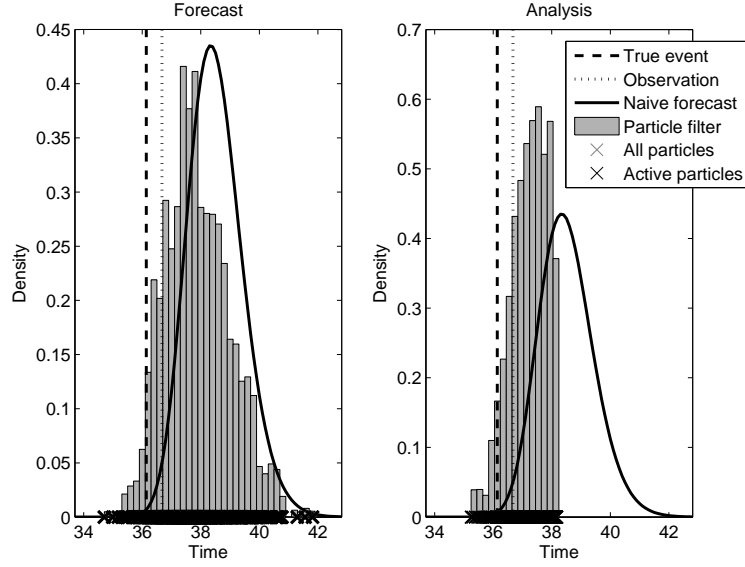 Forecast
0.45
0.4
0.35
0.3
0.25
0.2
0.15
0.1
0.05
0
Density
34 36 38 40 42
Time
Analysis
0.7
0.6
0.5
0.4
0.3
0.2
0.1
0
Density
34 36 38 40 42
Time
True event
Observation
Naive forecast
Particle filter
All particles
Active particles